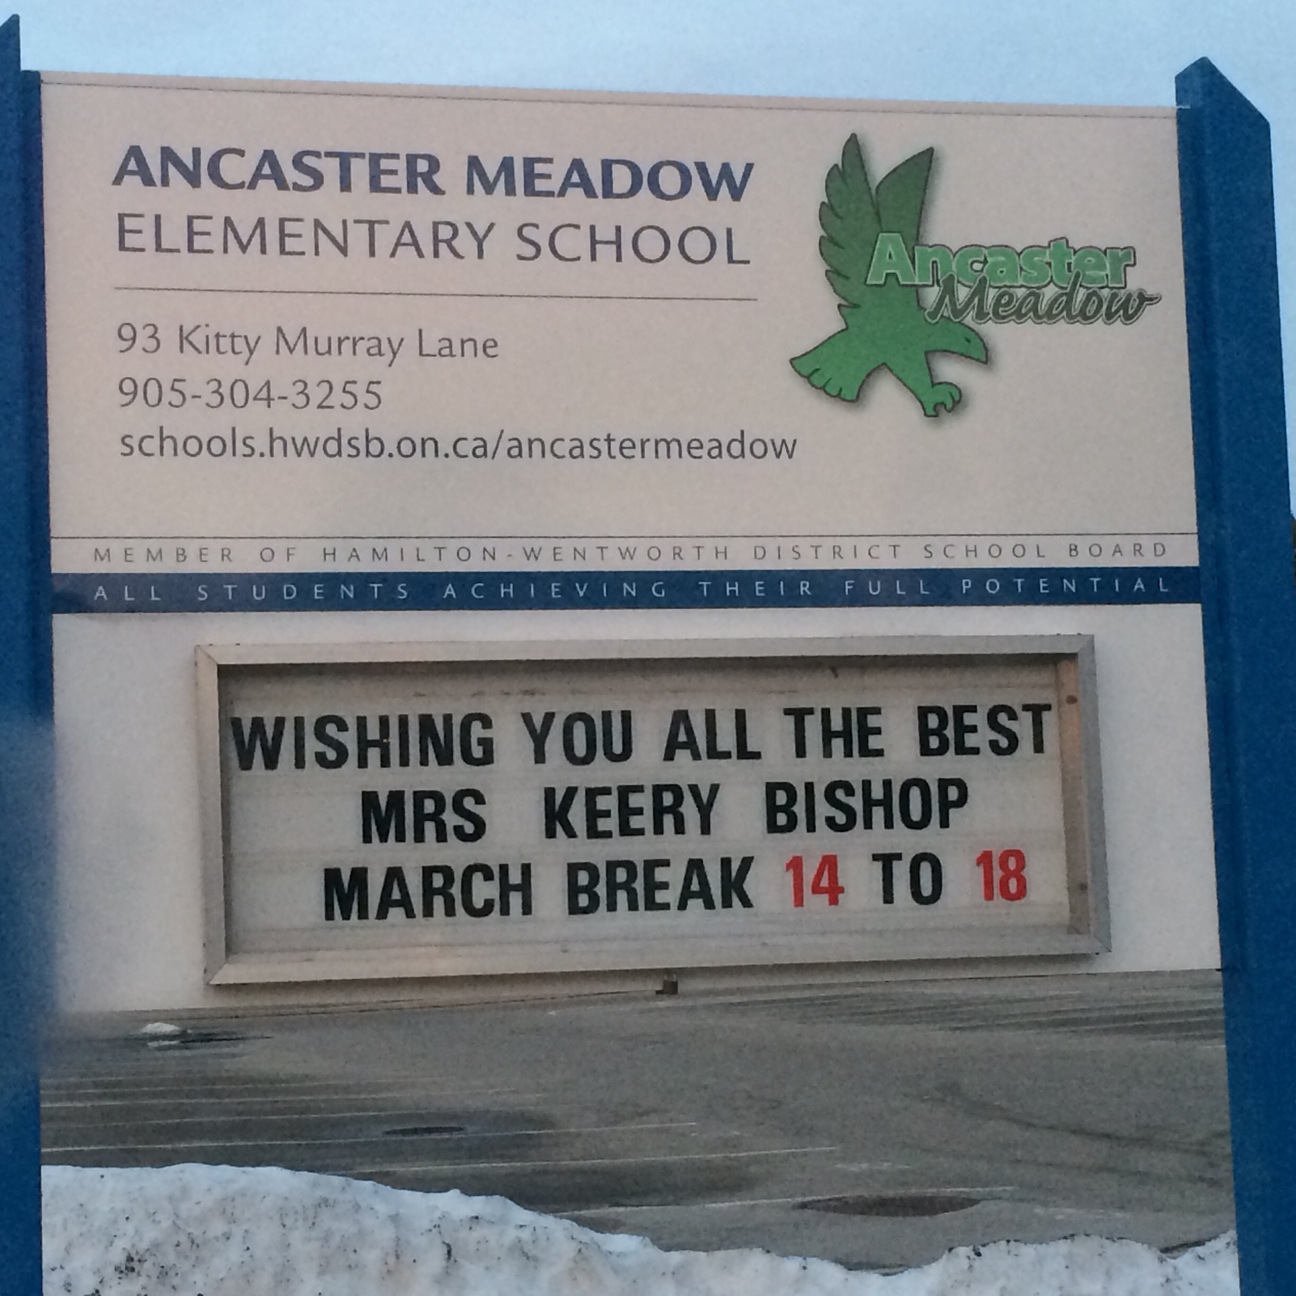 ANCASTER MEADOW
ELEMENTARY SCHOOL
Ancaster
Meadow
93 Kitty Murray Lane
905-304-3255
schools.hwdsb.on.ca/ancastermeadow
MEMBER OF HAMILTON-WENTWORTH DISTRICT SCHOOL BOARD
ALL STUDENTS ACHIEVING THEIR FULL POTENTIAL
WISHING YOU ALL THE BEST
MRS KEERY BISHOP
MARCH BREAK 14 TO 18